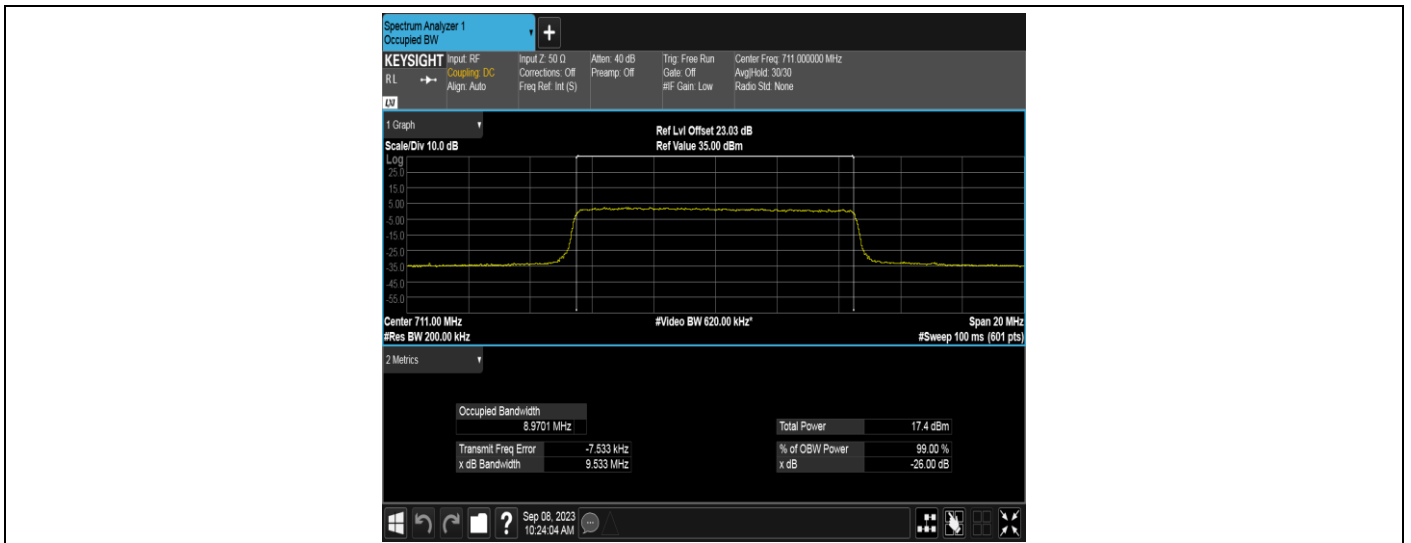 Spectrum Analyzer 1
Occupied BW
+
KEYSIGHT Input: RF Input Z: 50 Ω Atten: 40 dB Trig: Free Run Center Freq: 711.000000 MHz
RL Coupling: DC Corrections: Off Preamp: Off Gate: Off Avg|Hold: 30/30
Align: Auto Freq Ref: Int (S) #IF Gain: Low Radio Std: None
LXI
1 Graph Ref Lvl Offset 23.03 dB
Scale/Div 10.0 dB Ref Value 35.00 dBm
Log
25.0
15.0
5.00
-5.00
-15.0
-25.0
-35.0
-45.0
-55.0
Center 711.00 MHz #Video BW 620.00 kHz* Span 20 MHz
#Res BW 200.00 kHz #Sweep 100 ms (601 pts)
2 Metrics
Occupied Bandwidth
8.9701 MHz Total Power 17.4 dBm
Transmit Freq Error -7.533 kHz % of OBW Power 99.00 %
x dB Bandwidth 9.533 MHz x dB -26.00 dB
? Sep 08, 2023
10:24:04 AM